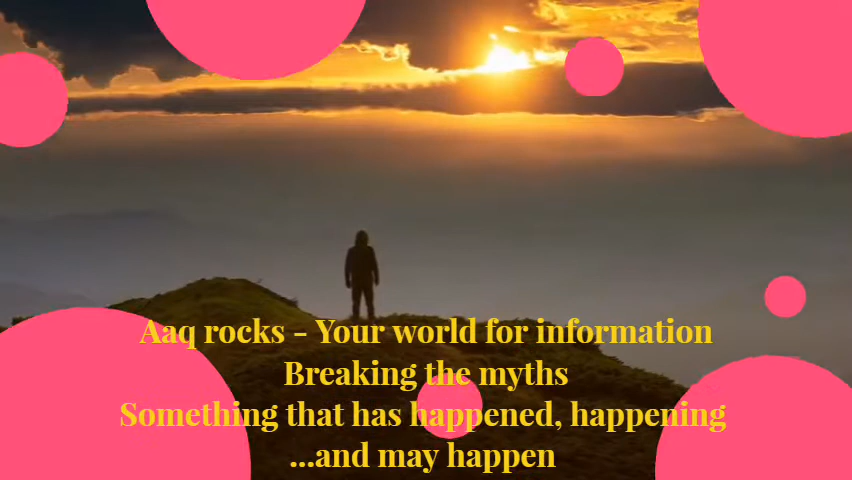 Aaq rocks - Your world for information
Breaking the myths
Something that has happened, happening
...and may happen